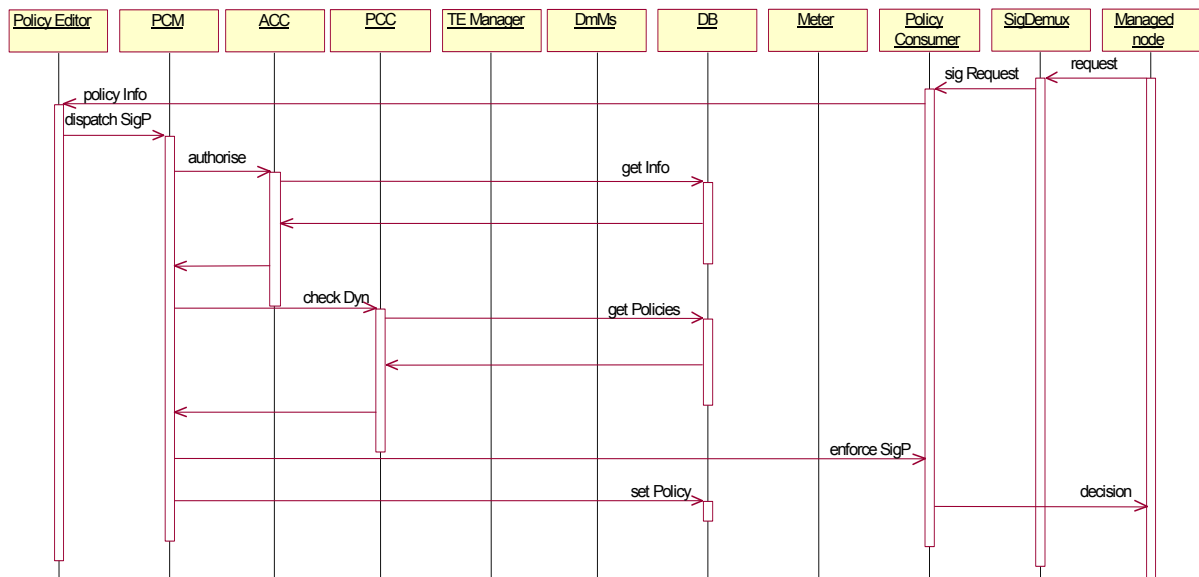 Policy Editor
PCM
ACC
PCC
TE Manager
DmMs
DB
Meter
Policy
Consumer
SigDemux
Managed
node
request
sig Request
policy Info
dispatch SigP
authorise
get Info
check Dyn
get Policies
enforce SigP
set Policy
decision